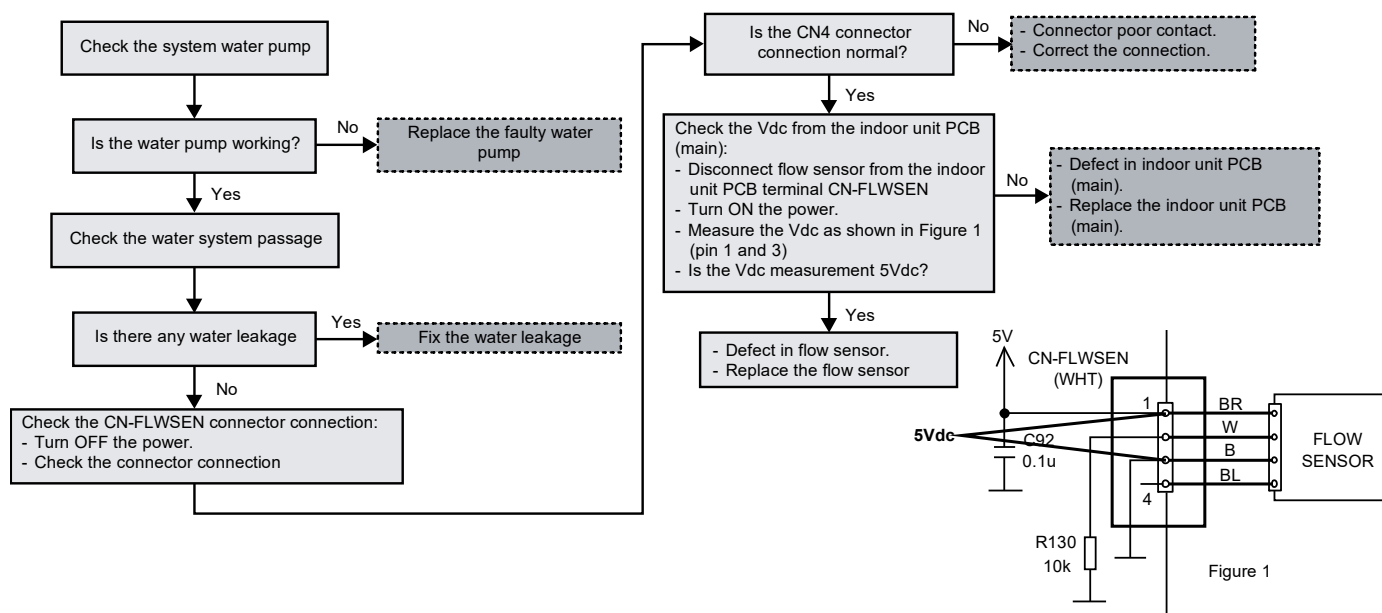 Check the system water pump
Is the water pump working?
No
Replace the faulty water
pump
Yes
Check the water system passage
Is there any water leakage
Yes
Fix the water leakage
No
Check the CN-FLWSEN connector connection:
- Turn OFF the power.
- Check the connector connection
Is the CN4 connector
connection normal?
No
- Connector poor contact.
- Correct the connection.
Yes
Check the Vdc from the indoor unit PCB
(main):
- Disconnect flow sensor from the indoor
unit PCB terminal CN-FLWSEN
- Turn ON the power.
- Measure the Vdc as shown in Figure 1
(pin 1 and 3)
- Is the Vdc measurement 5Vdc?
No
- Defect in indoor unit PCB
(main).
- Replace the indoor unit PCB
(main).
Yes
- Defect in flow sensor.
- Replace the flow sensor
5V
CN-FLWSEN
(WHT)
1
BR
W
B
BL
4
5Vdc
C92
0.1u
FLOW
SENSOR
R130
10k
Figure 1